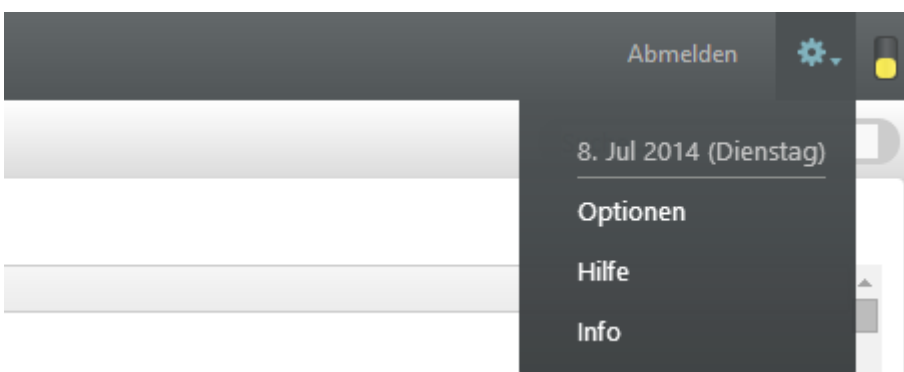 Abmelden
8. Jul 2014 (Dienstag)
Optionen
Hilfe
Info